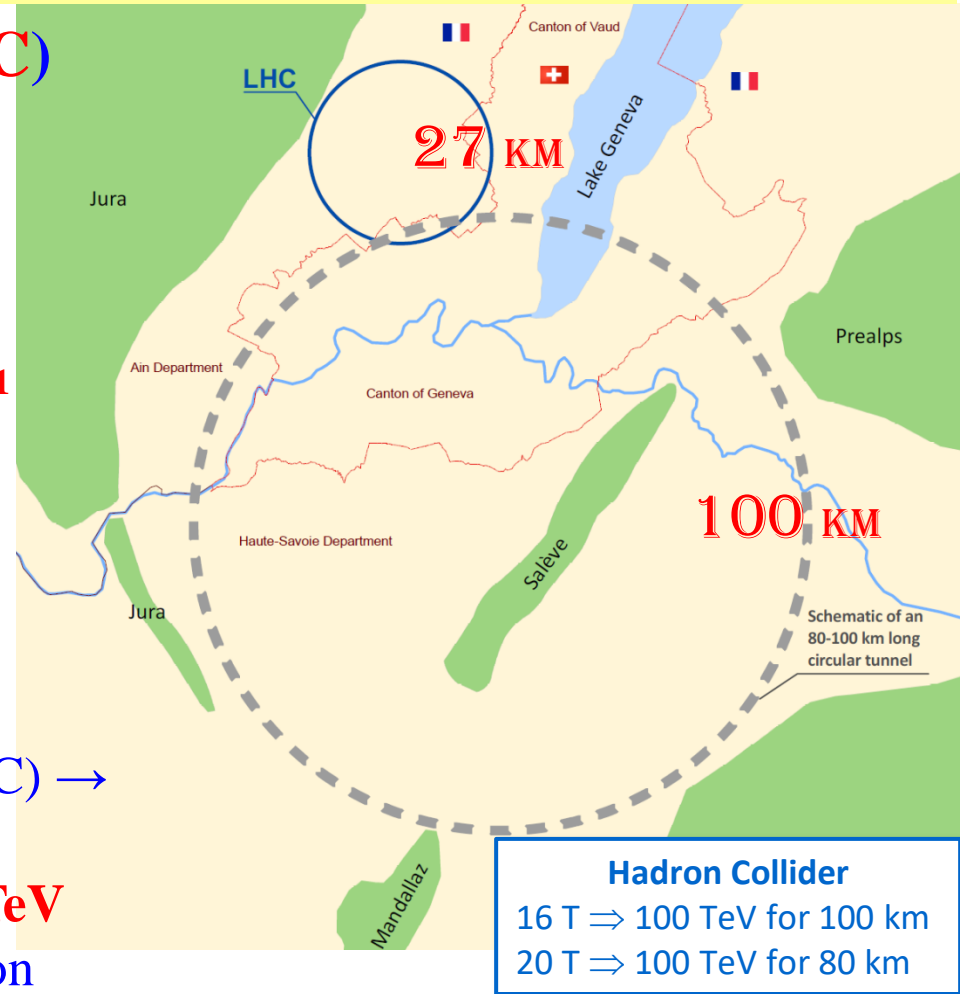 C)
Canton of Vaud
LHC
27 KM
Lake Geneva
Jura
Prealps
Ain Department
Canton of Geneva
100 KM
Haute-Savoie Department
Salève
Jura
Schematic of an
80-100 km long
circular tunnel
C) →
Mandallaz
TeV
on
Hadron Collider
16 T ⇒ 100 TeV for 100 km
20 T ⇒ 100 TeV for 80 km